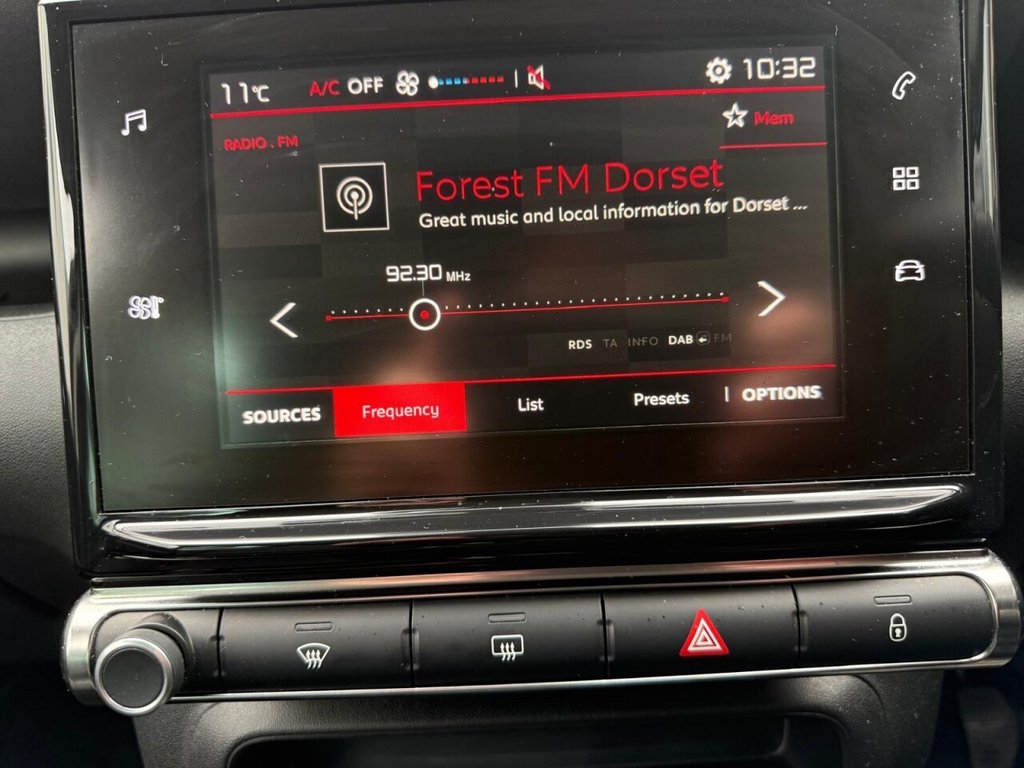 11°C A/C OFF 10:32
Mem
RADIO . FM
Forest FM Dorset
Great music and local information for Dorset ...
92.30 MHz
RDS TA INFO DAB FM
SOURCES Frequency List Presets OPTIONS